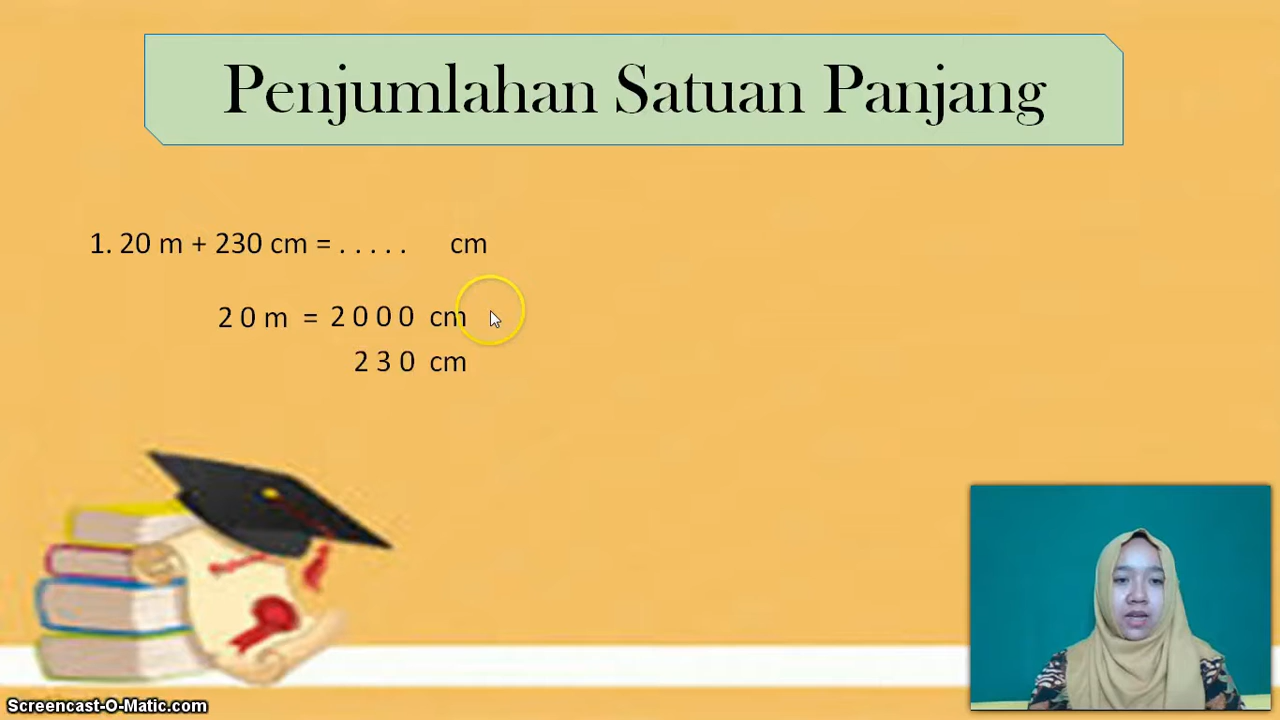 Penjumlahan Satuan Panjang
1. 20 m + 230 cm = . . . . . cm
2 0 m = 2 0 0 0 cm
2 3 0 cm
Screencast-O-Matic.com